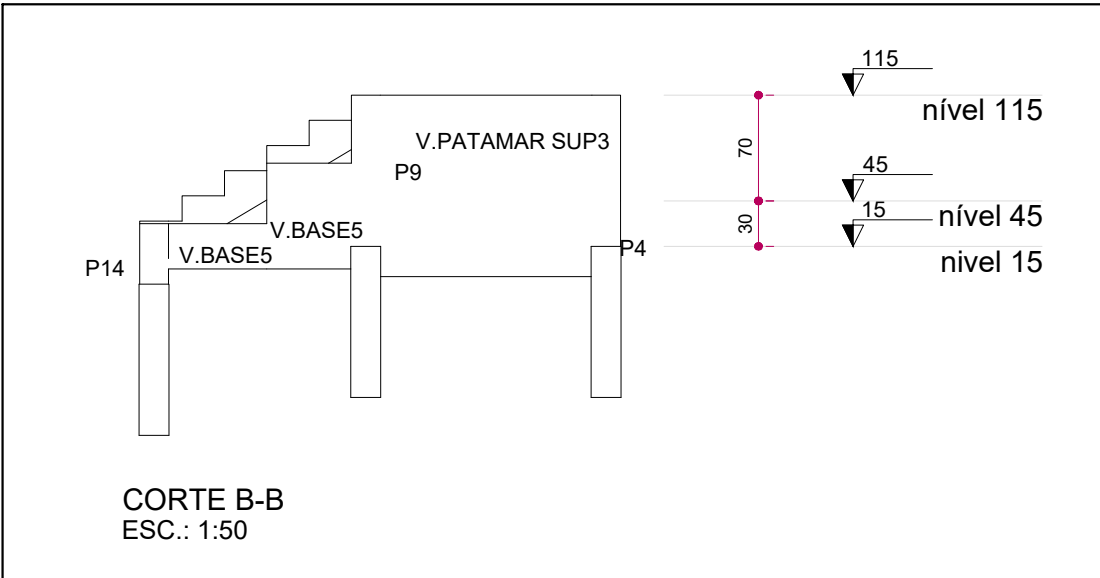 115
nível 115
V.PATAMAR SUP3
70
P9
45
nível 45
15
30
V.BASE5
V.BASE5
P4
P14
nivel 15
CORTE B-B
ESC.: 1:50